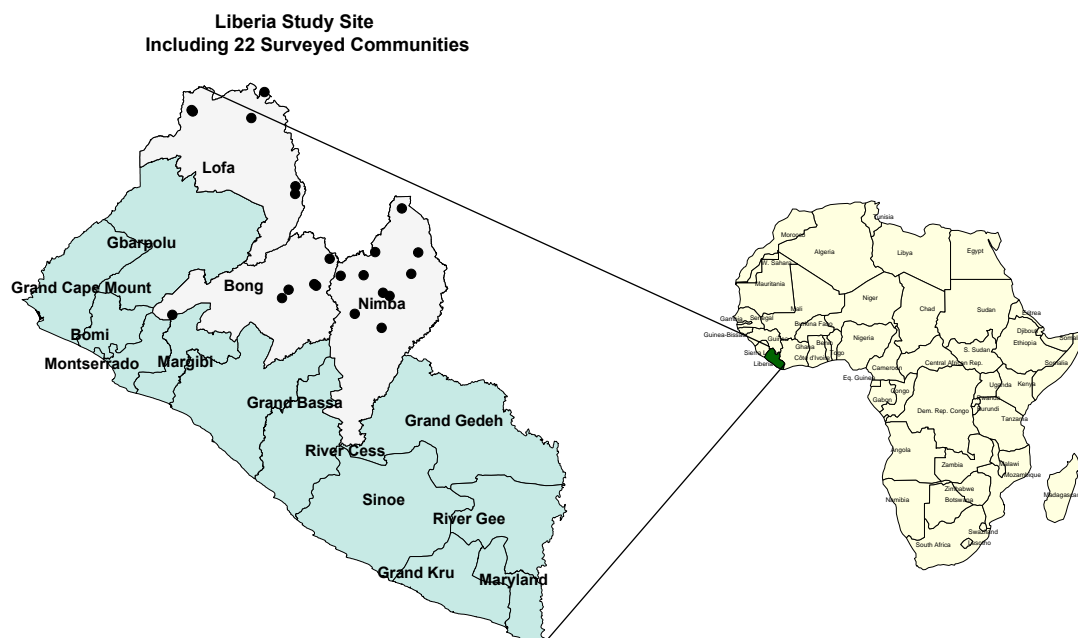 Liberia Study Site
Including 22 Surveyed Communities
Lofa
Gbarpolu
Grand Cape Mount
Bong
Nimba
Bomi
Montserrado
Margibi
Grand Bassa
Grand Gedeh
River Cess
Sinoe
River Gee
Grand Kru
Maryland
Tunisia
Morocco
Algeria
Libya
Egypt
W. Sahara
Mauritania
Mali
Niger
Chad
Sudan
Eritrea
Gambia
Senegal
Burkina Faso
Djibouti
Guinea-Bissau
Guinea
Benin
Nigeria
Ethiopia
Somaliland
Sierra Leone
Ghana
Côte d'Ivoire
Togo
S. Sudan
Liberia
Cameroon
Central African Rep.
Somalia
Eq. Guinea
Congo
Uganda
Kenya
Gabon
Dem. Rep. Congo
Rwanda
Burundi
Tanzania
Angola
Zambia
Malawi
Mozambique
Namibia
Zimbabwe
Botswana
Madagascar
South Africa
Swaziland
Lesotho